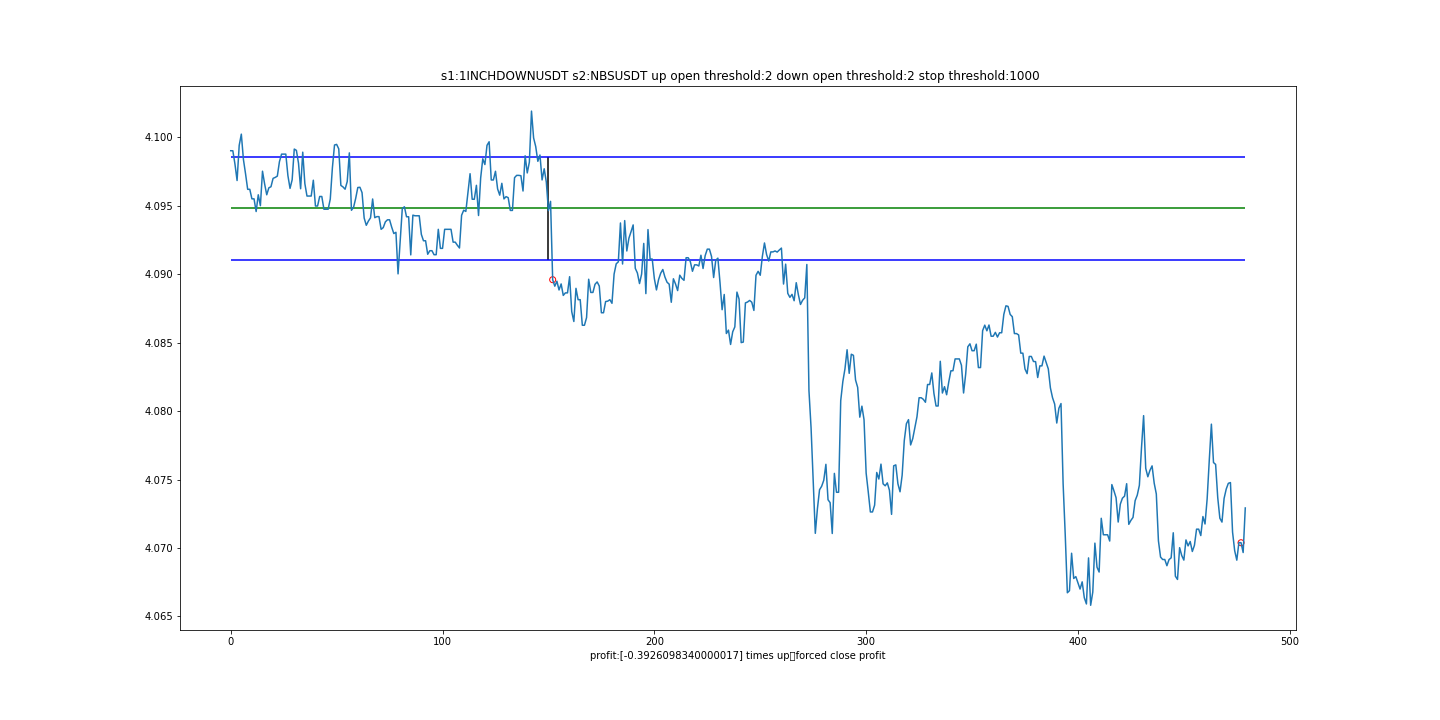 s1:1INCHDOWNUSDT s2:NBSUSDT up open threshold:2 down open threshold:2 stop threshold:1000
4.100
4.095
4.090
4.085
4.080
4.075
4.070
4.065
0 100 200 300 400 500
profit:[-0.3926098340000017] times up▯forced close profit